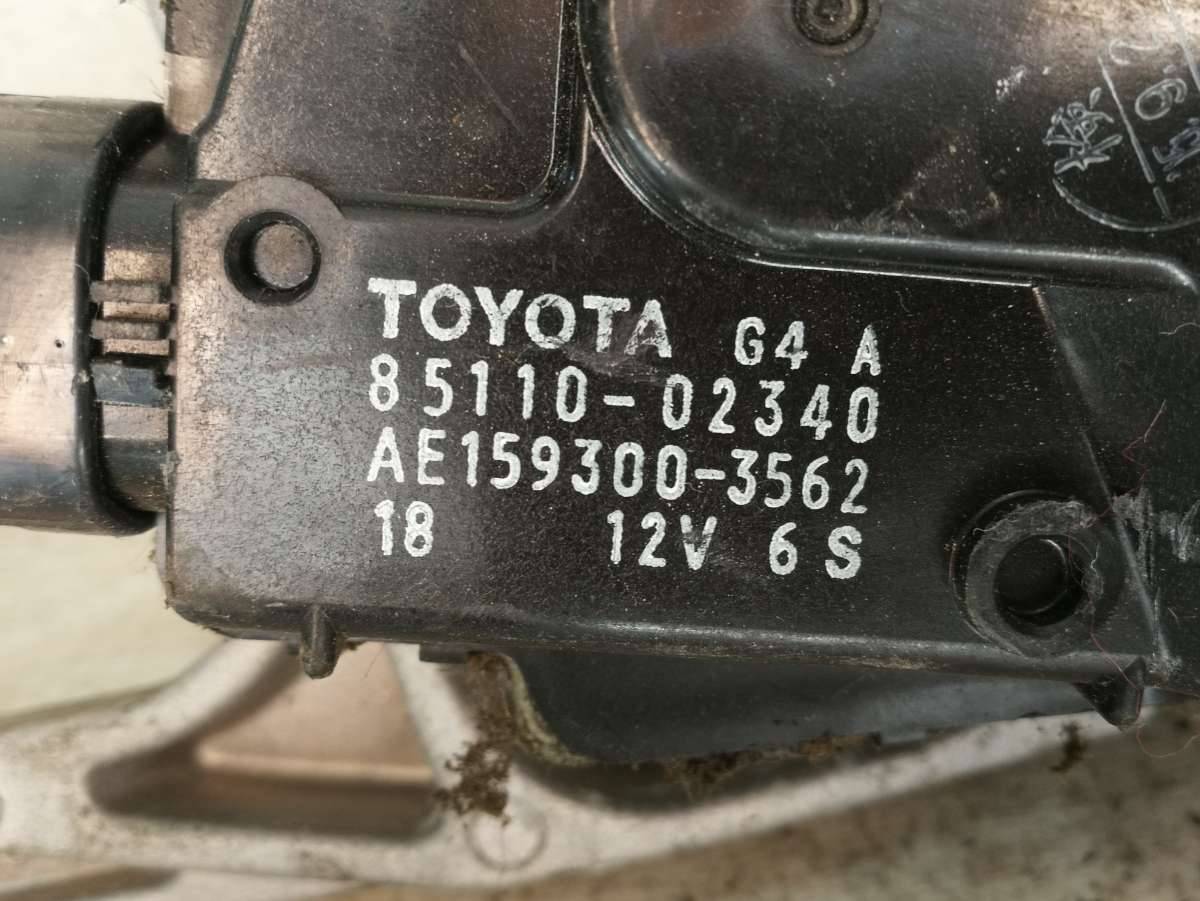 TOYOTA G4 A
85110-02340
AE159300-3562
18 12V 6S